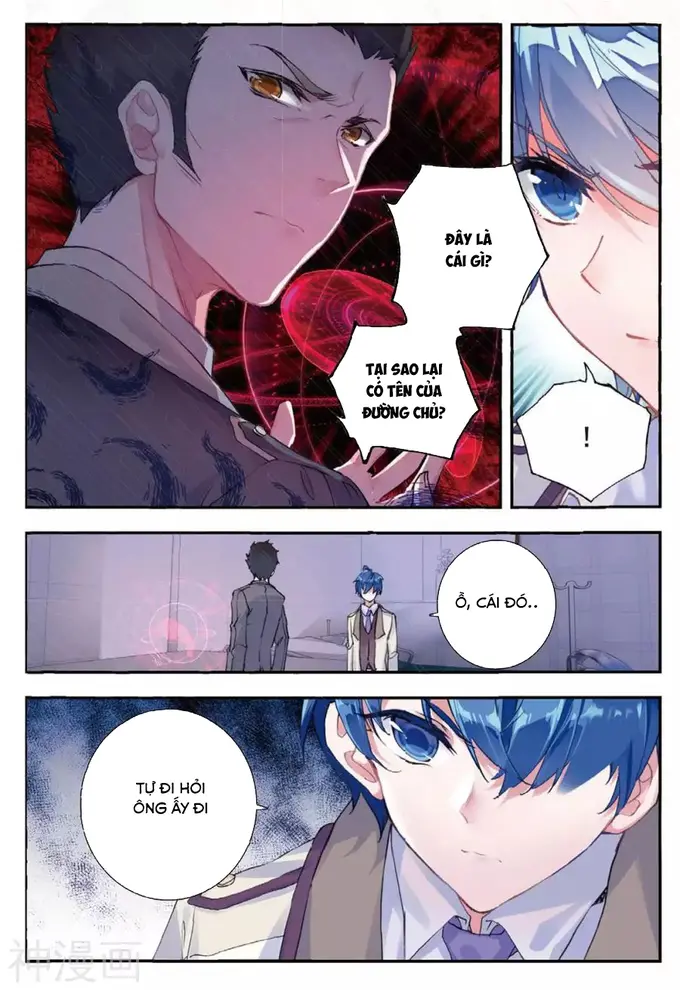 ĐÂY LÀ
CÁI GÌ?
TẠI SAO LẠI
CÓ TÊN CỦA
ĐƯỜNG CHỦ?
!
Ồ, CÁI ĐÓ..
TỰ ĐI HỎI
ÔNG ẤY ĐI
神漫画